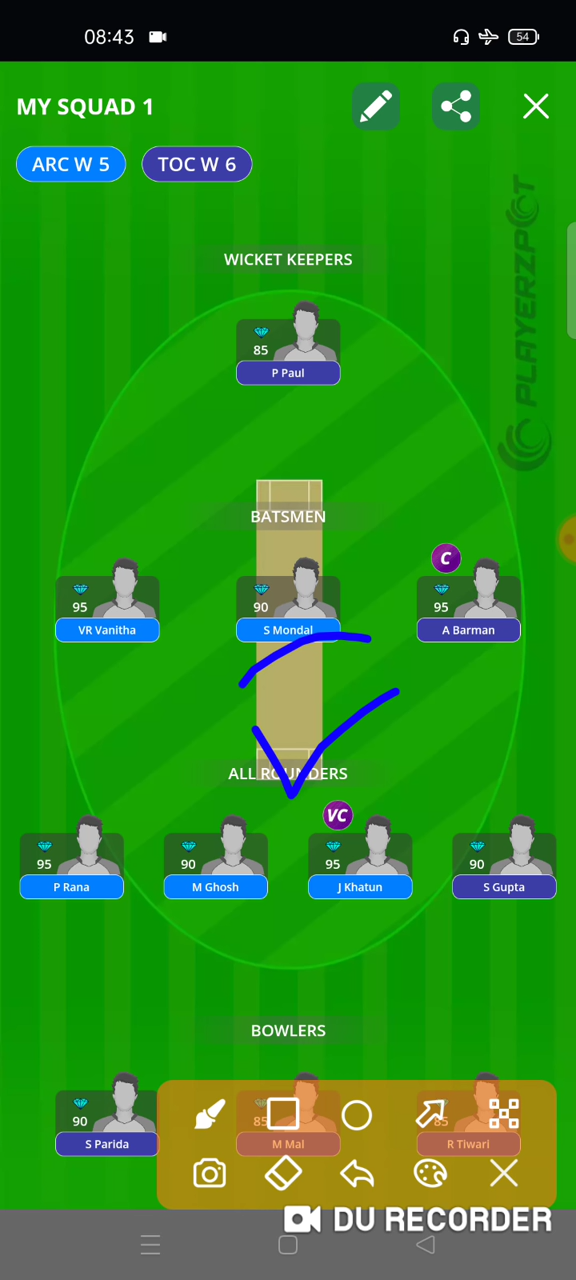 08:43
54
MY SQUAD 1
ARC W 5
TOC W 6
PLAYERZPOT
WICKET KEEPERS
85
P Paul
BATSMEN
C
95
90
95
VR Vanitha
S Mondal
A Barman
ALL ROUNDERS
VC
95
90
95
90
P Rana
M Ghosh
J Khatun
S Gupta
BOWLERS
90
85
85
S Parida
M Mal
R Tiwari
DU RECORDER